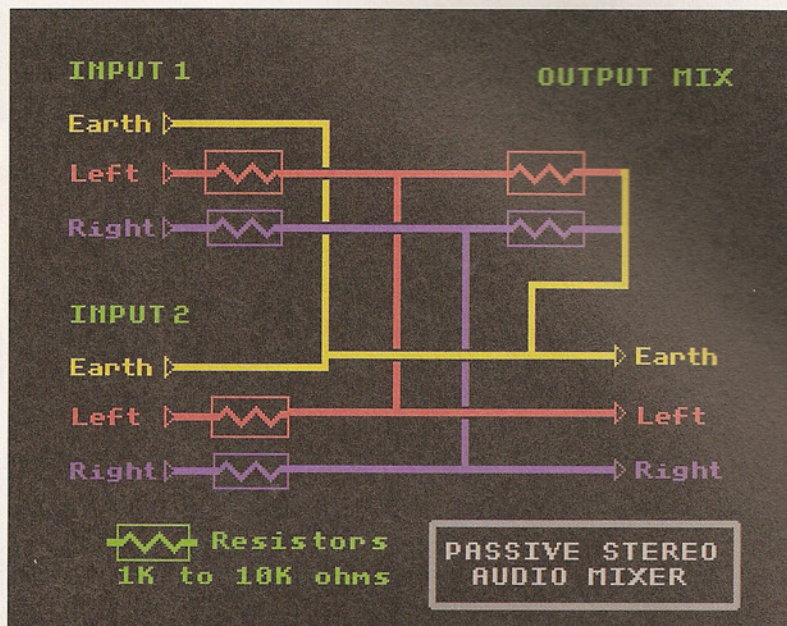 INPUT 1
OUTPUT MIX
Earth
Left
Right
INPUT 2
Earth
Earth
Left
Left
Right
Right
Resistors
1K to 10K ohms
PASSIVE STEREO
AUDIO MIXER